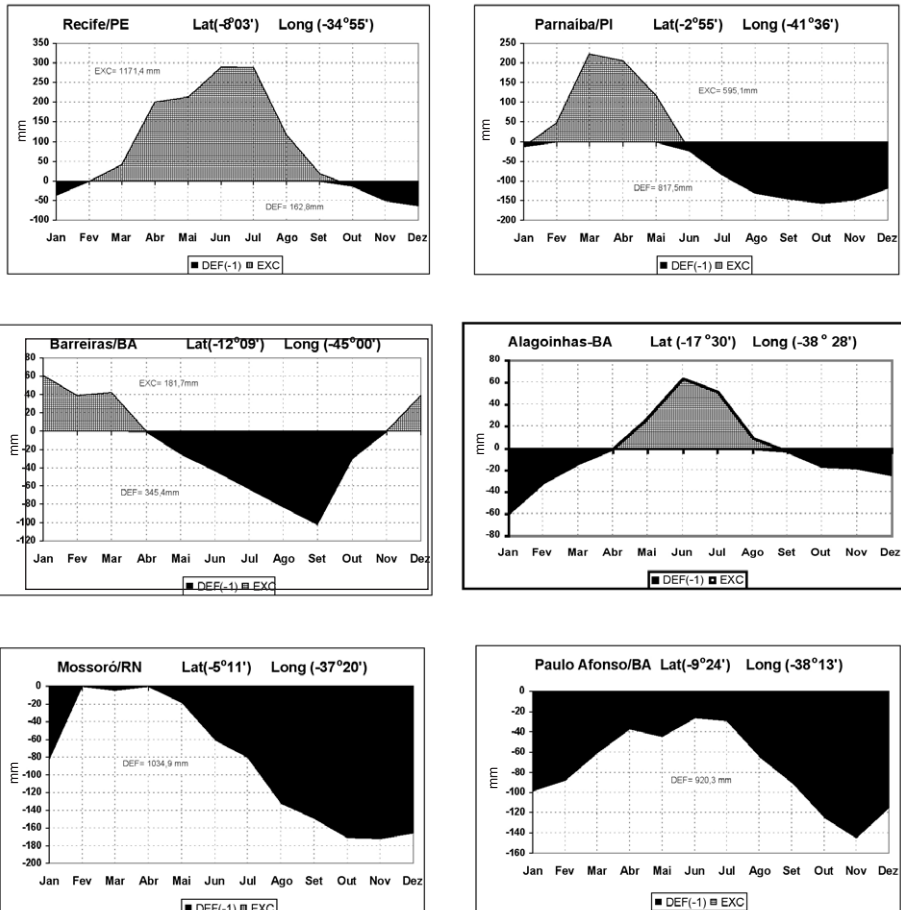 Recife/PE Lat(-8°03') Long (-34°55')
350
300
250
200
150
100
50
0
-50
-100
mm
EXC= 1171,4 mm
DEF= 162,8mm
Jan Fev Mar Abr Mai Jun Jul Ago Set Out Nov Dez
DEF(-1) EXC
Parnaíba/PI Lat(-2°55') Long (-41°36')
250
200
150
100
50
0
-50
-100
-150
-200
mm
EXC= 595,1mm
DEF= 817,5mm
Jan Fev Mar Abr Mai Jun Jul Ago Set Out Nov Dez
DEF(-1) EXC
Barreiras/BA Lat(-12°09') Long (-45°00')
80
60
40
20
0
-20
-40
-60
-80
-100
-120
mm
EXC= 181,7mm
DEF= 345,4mm
Jan Fev Mar Abr Mai Jun Jul Ago Set Out Nov Dez
DEF(-1) EXC
Alagoinhas-BA Lat (-17°30') Long (-38° 28')
80
60
40
20
0
-20
-40
-60
-80
mm
Jan Fev Mar Abr Mai Jun Jul Ago Set Out Nov Dez
DEF(-1) EXC
Mossoró/RN Lat(-5°11') Long (-37°20')
0
-20
-40
-60
-80
-100
-120
-140
-160
-180
-200
mm
DEF= 1034,9 mm
Jan Fev Mar Abr Mai Jun Jul Ago Set Out Nov Dez
DEF(-1) EXC
Paulo Afonso/BA Lat(-9°24') Long (-38°13')
0
-20
-40
-60
-80
-100
-120
-140
-160
mm
DEF= 920,3 mm
Jan Fev Mar Abr Mai Jun Jul Ago Set Out Nov Dez
DEF(-1) EXC